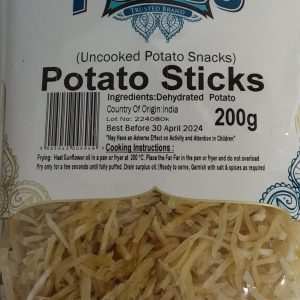 TRUSTED BRAND
(Uncooked Potato Snacks)
Potato Sticks
Ingredients:Dehydrated Potato
Country Of Origin:India
Lot No: 22408Ok
200g
Best Before 30 April 2024
"May Have an Adverse Effect on Activity and Attention in Children"
Cooking Instructions :
Frying: Heat Sunflower oil in a pan or fryer at 200 °C. Place the Far Far in the pan or fryer and do not overload
Fry only for a few seconds until fully puffed. Drain surplus oil.(Ready to serve, Garnish with salt & spices as required